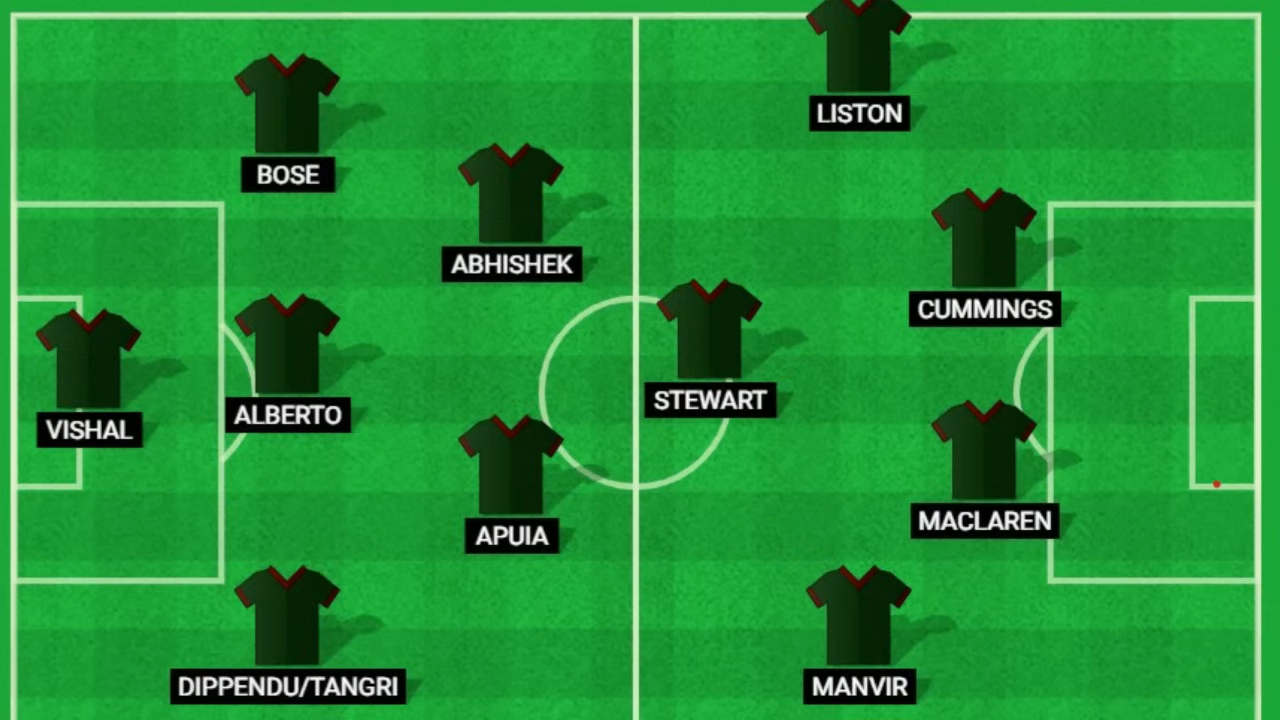 LISTON
BOSE
ABHISHEK
CUMMINGS
STEWART
ALBERTO
VISHAL
MACLAREN
APUIA
DIPPENDU/TANGRI
MANVIR